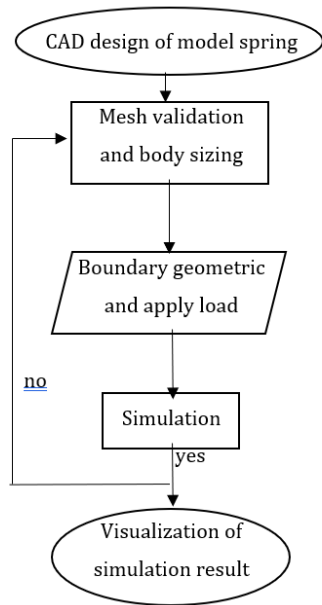 CAD design of model spring
Mesh validation
and body sizing
Boundary geometric
and apply load
no
Simulation
yes
Visualization of
simulation result